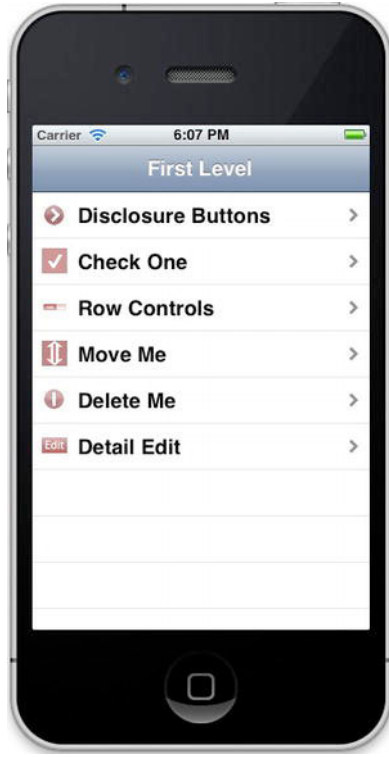 Carrier 6:07 PM
First Level
Disclosure Buttons
Check One
Row Controls
Move Me
Delete Me
Edit Detail Edit